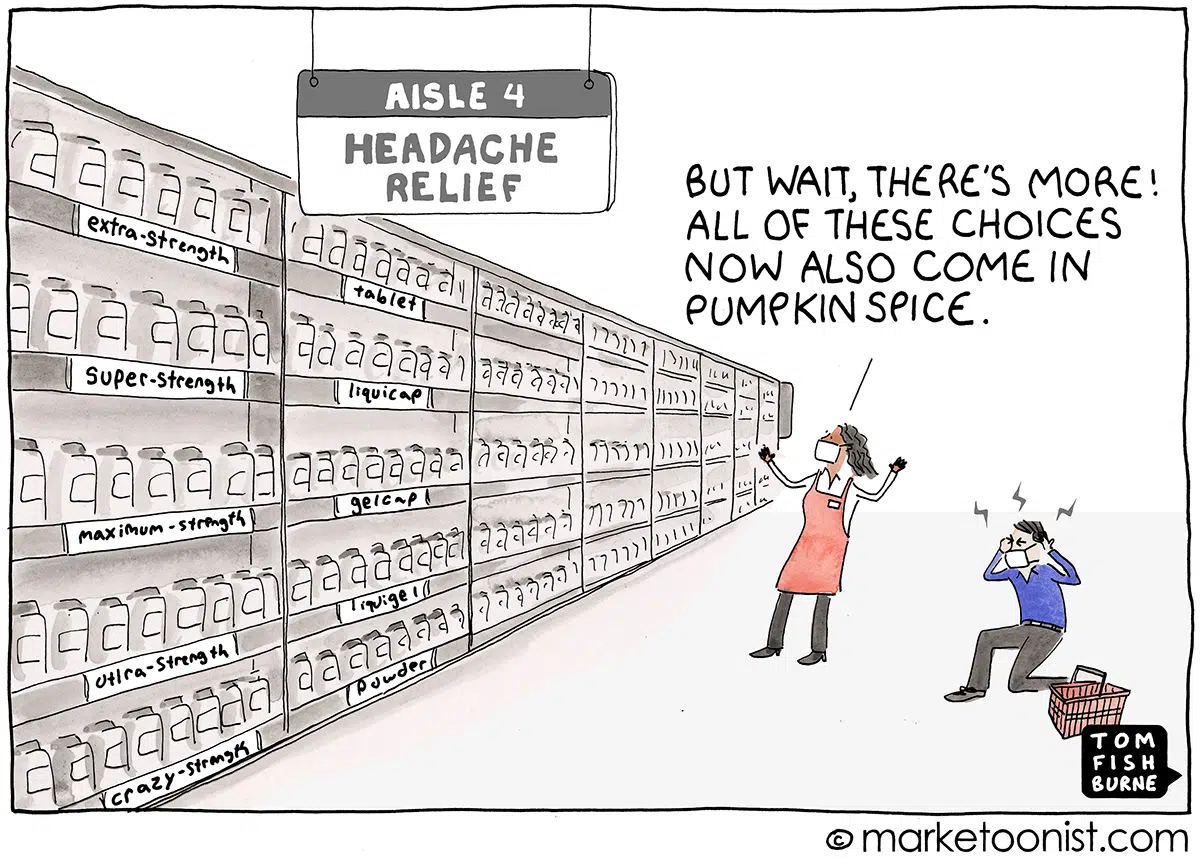 AISLE 4
HEADACHE
RELIEF
BUT WAIT, THERE'S MORE!
ALL OF THESE CHOICES
NOW ALSO COME IN
PUMPKIN SPICE.
extra-strength
super-strength
maximum-strength
utlra-strength
crazy-strength
tablet
liquicap
gelcap
liquigel
powder
TOM
FISH
BURNE
© marketoonist.com